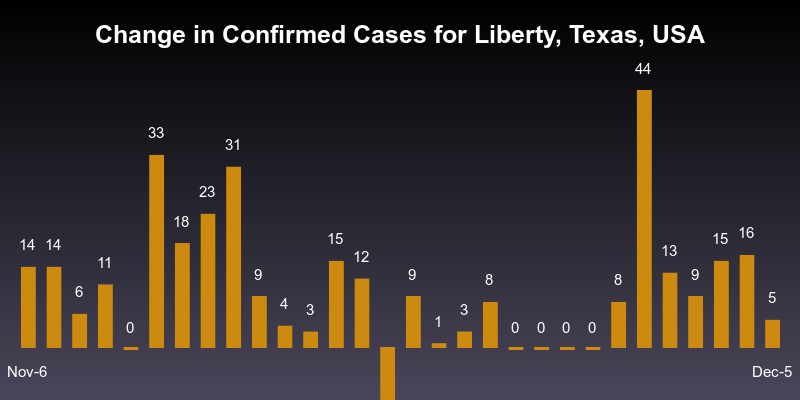 Change in Confirmed Cases for Liberty, Texas, USA
14 14 6 11 0 33 18 23 31 9 4 3 15 12 9 1 3 8 0 0 0 0 8 44 13 9 15 16 5
Nov-6 Dec-5